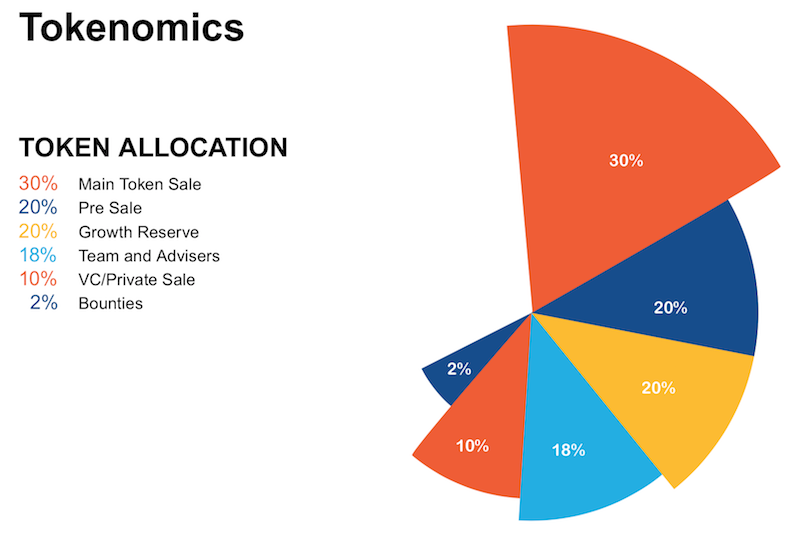 Tokenomics
TOKEN ALLOCATION
30% Main Token Sale
20% Pre Sale
20% Growth Reserve
18% Team and Advisers
10% VC/Private Sale
2% Bounties
30%
20%
20%
18%
10%
2%